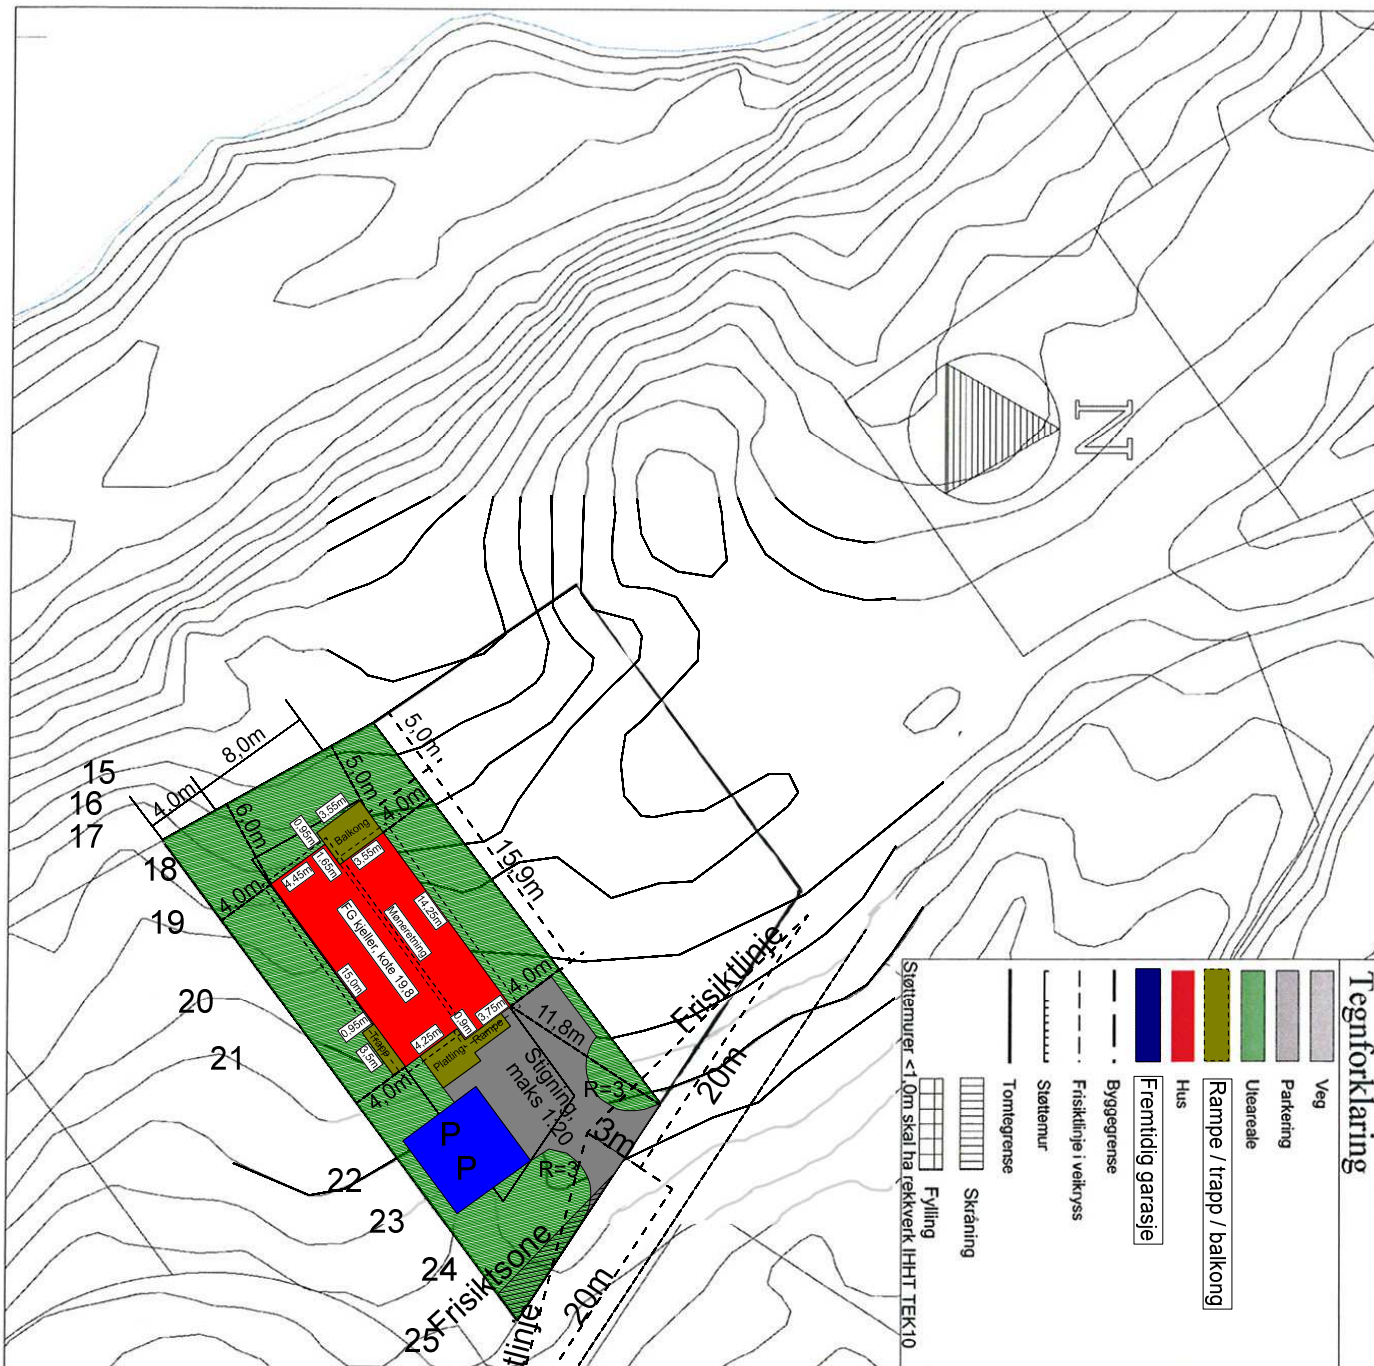 N
5,0m
8,0m
5,0m
15
16
17
4,0m
6,0m
3.55m
4,0m
0.95m
Balkong
1.65m
3.55m
15,9m
18
4,45m
4,0m
19
14.25m
Møneretning
FG kjeller, kote 19,8
Frisiktlinje
4,0m
15.0m
20
3.75m
0.9m
0.95m
Trapp
3.5m
4.25m
Platting
Rampe
11,8m
21
Stigning,
maks 1:20
4,0m
R=3
20m
P
P
3m
R=3
22
23
24
Frisiktsone
20m
25
tlinje
Tegnforklaring
Veg
Parkering
Uteareale
Rampe / trapp / balkong
Hus
Fremtidig garasje
Byggegrense
Frisiktlinje i veikryss
Støttemur
Tomtegrense
Skråning
Fylling
Støttemurer <1,0m skal ha rekkverk IHHT TEK10